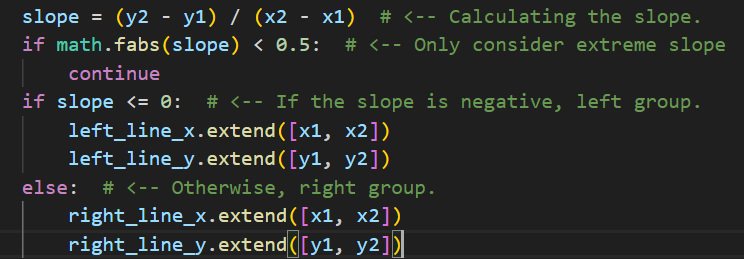 slope = (y2 - y1) / (x2 - x1)  # <-- Calculating the slope.
if math.fabs(slope) < 0.5:  # <-- Only consider extreme slope
    continue
if slope <= 0:  # <-- If the slope is negative, left group.
    left_line_x.extend([x1, x2])
    left_line_y.extend([y1, y2])
else:  # <-- Otherwise, right group.
    right_line_x.extend([x1, x2])
    right_line_y.extend([y1, y2])